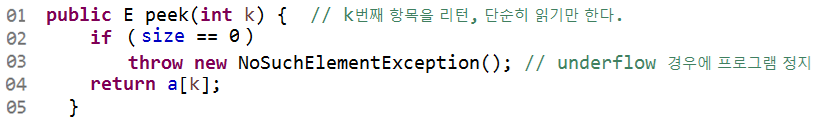 01 public E peek(int k) { // k번째 항목을 리턴, 단순히 읽기만 한다.
02 if (size == 0)
03 throw new NoSuchElementException(); // underflow 경우에 프로그램 정지
04 return a[k];
05 }